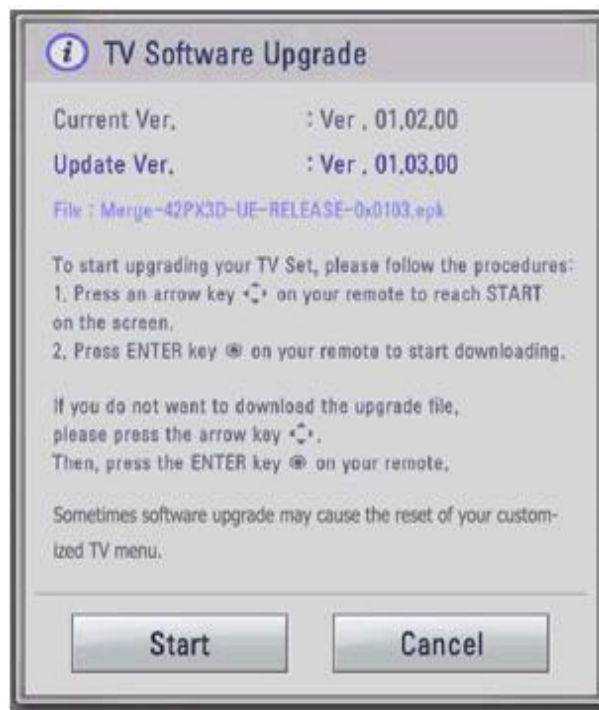 TV Software Upgrade
Current Ver. : Ver . 01.02.00
Update Ver. : Ver . 01.03.00
File : Merge-42PX3D-UE-RELEASE-0x0103.epk
To start upgrading your TV Set, please follow the procedures:
1. Press an arrow key on your remote to reach START
on the screen.
2. Press ENTER key on your remote to start downloading.
If you do not want to download the upgrade file,
please press the arrow key .
Then, press the ENTER key on your remote.
Sometimes software upgrade may cause the reset of your custom-
ized TV menu.
Start
Cancel